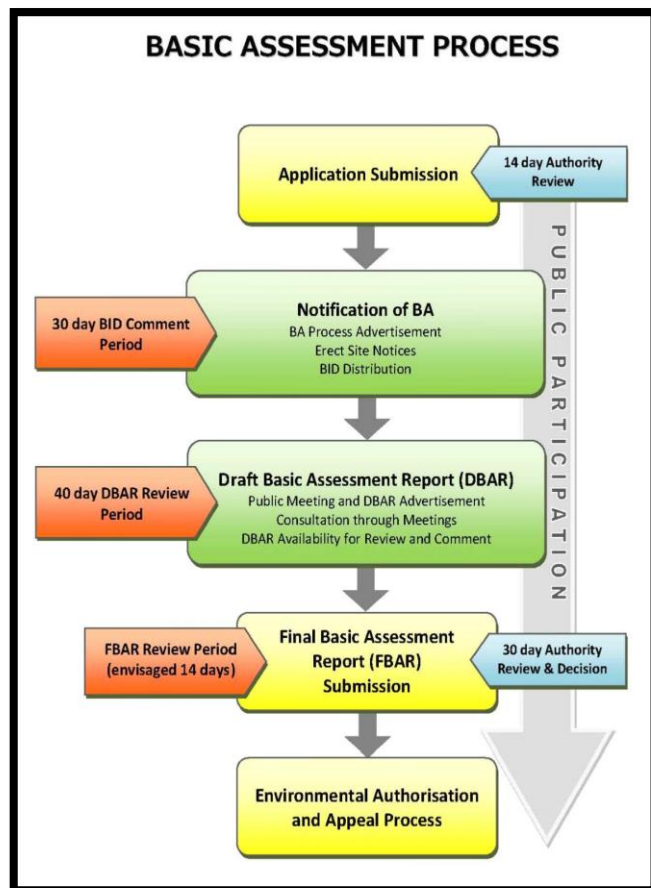 BASIC ASSESSMENT PROCESS
Application Submission
14 day Authority
Review
30 day BID Comment
Period
Notification of BA
BA Process Advertisement
Erect Site Notices
BID Distribution
40 day DBAR Review
Period
Draft Basic Assessment Report (DBAR)
Public Meeting and DBAR Advertisement
Consultation through Meetings
DBAR Availability for Review and Comment
FBAR Review Period
(envisaged 14 days)
Final Basic Assessment
Report (FBAR)
Submission
30 day Authority
Review & Decision
Environmental Authorisation
and Appeal Process
PUBLIC PARTICIPATION